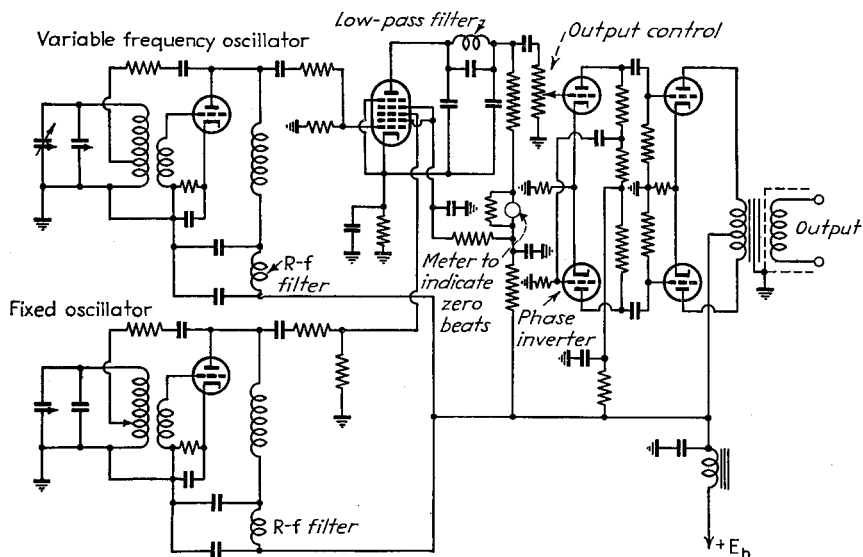 Low-pass filter
Variable frequency oscillator
Output control
R-f
filter
Meter to
indicate
zero
beats
Phase
inverter
Output
Fixed oscillator
R-f filter
+E_b